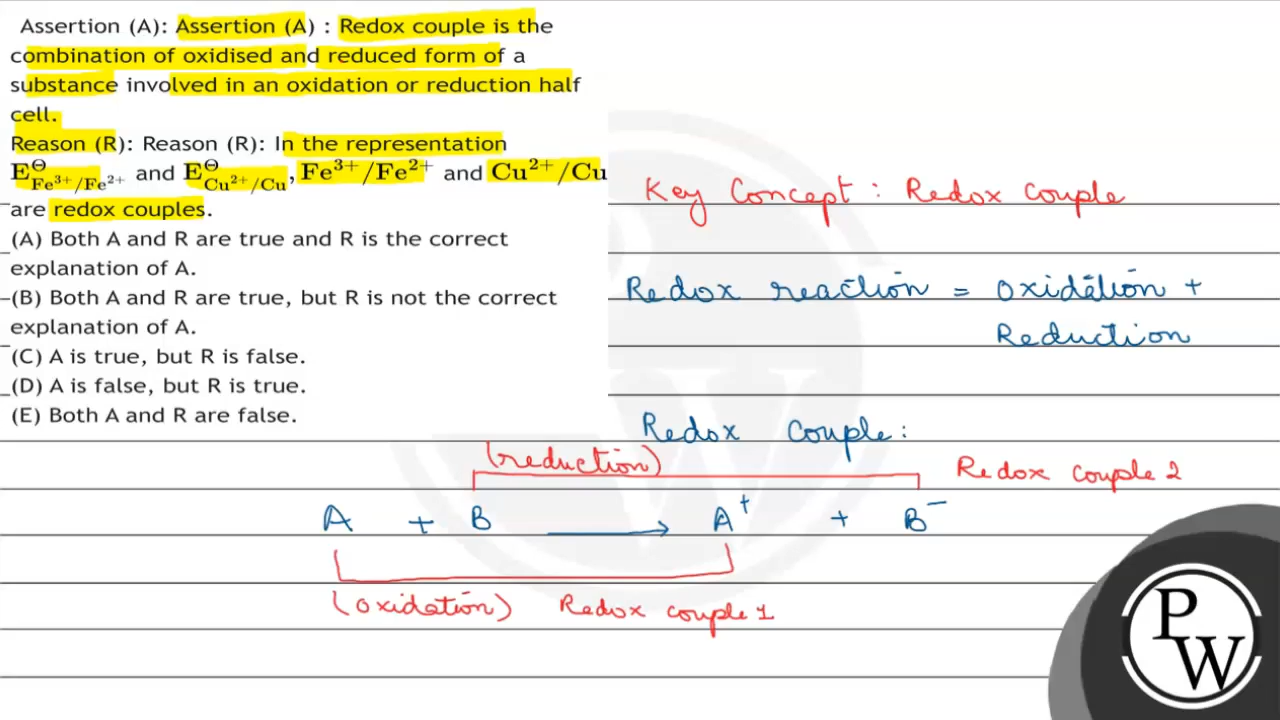 Assertion (A): Assertion (A) : Redox couple is the
combination of oxidised and reduced form of a
substance involved in an oxidation or reduction half
cell.
Reason (R): Reason (R): In the representation
E^Θ_{Fe³⁺/Fe²⁺} and E^Θ_{Cu²⁺/Cu}, Fe³⁺/Fe²⁺ and Cu²⁺/Cu
are redox couples.
(A) Both A and R are true and R is the correct
explanation of A.
(B) Both A and R are true, but R is not the correct
explanation of A.
(C) A is true, but R is false.
(D) A is false, but R is true.
(E) Both A and R are false.
Key Concept : Redox Couple
Redox reaction = oxidation +
Reduction
Redox Couple:
(reduction) Redox couple 2
A + B ⟶ A⁺ + B⁻
(oxidation) Redox couple 1
P
W